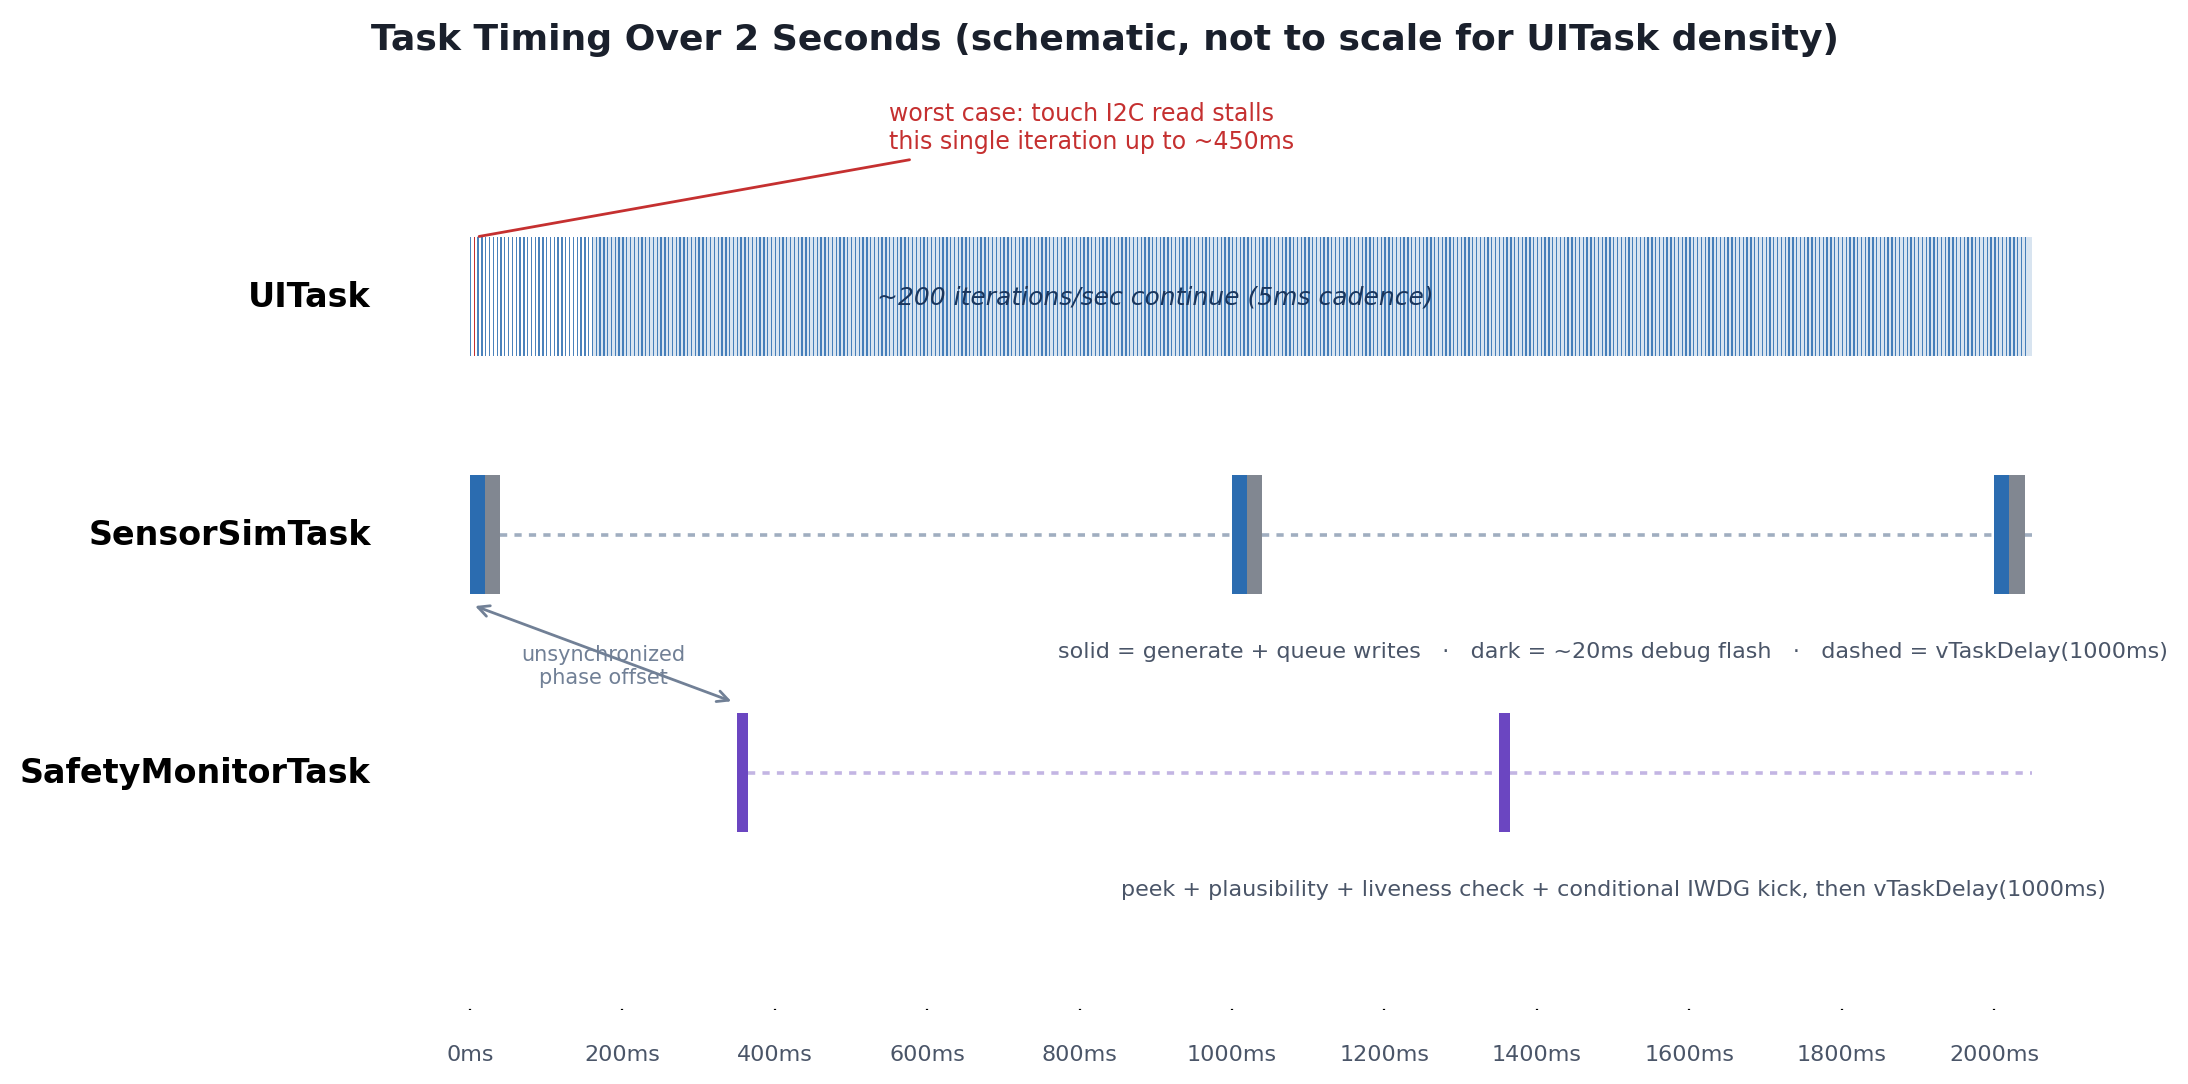 Task Timing Over 2 Seconds (schematic, not to scale for UITask density)
worst case: touch I2C read stalls
this single iteration up to ~450ms
UITask
~200 iterations/sec continue (5ms cadence)
SensorSimTask
unsynchronized
phase offset
solid = generate + queue writes · dark = ~20ms debug flash · dashed = vTaskDelay(1000ms)
SafetyMonitorTask
peek + plausibility + liveness check + conditional IWDG kick, then vTaskDelay(1000ms)
0ms 200ms 400ms 600ms 800ms 1000ms 1200ms 1400ms 1600ms 1800ms 2000ms